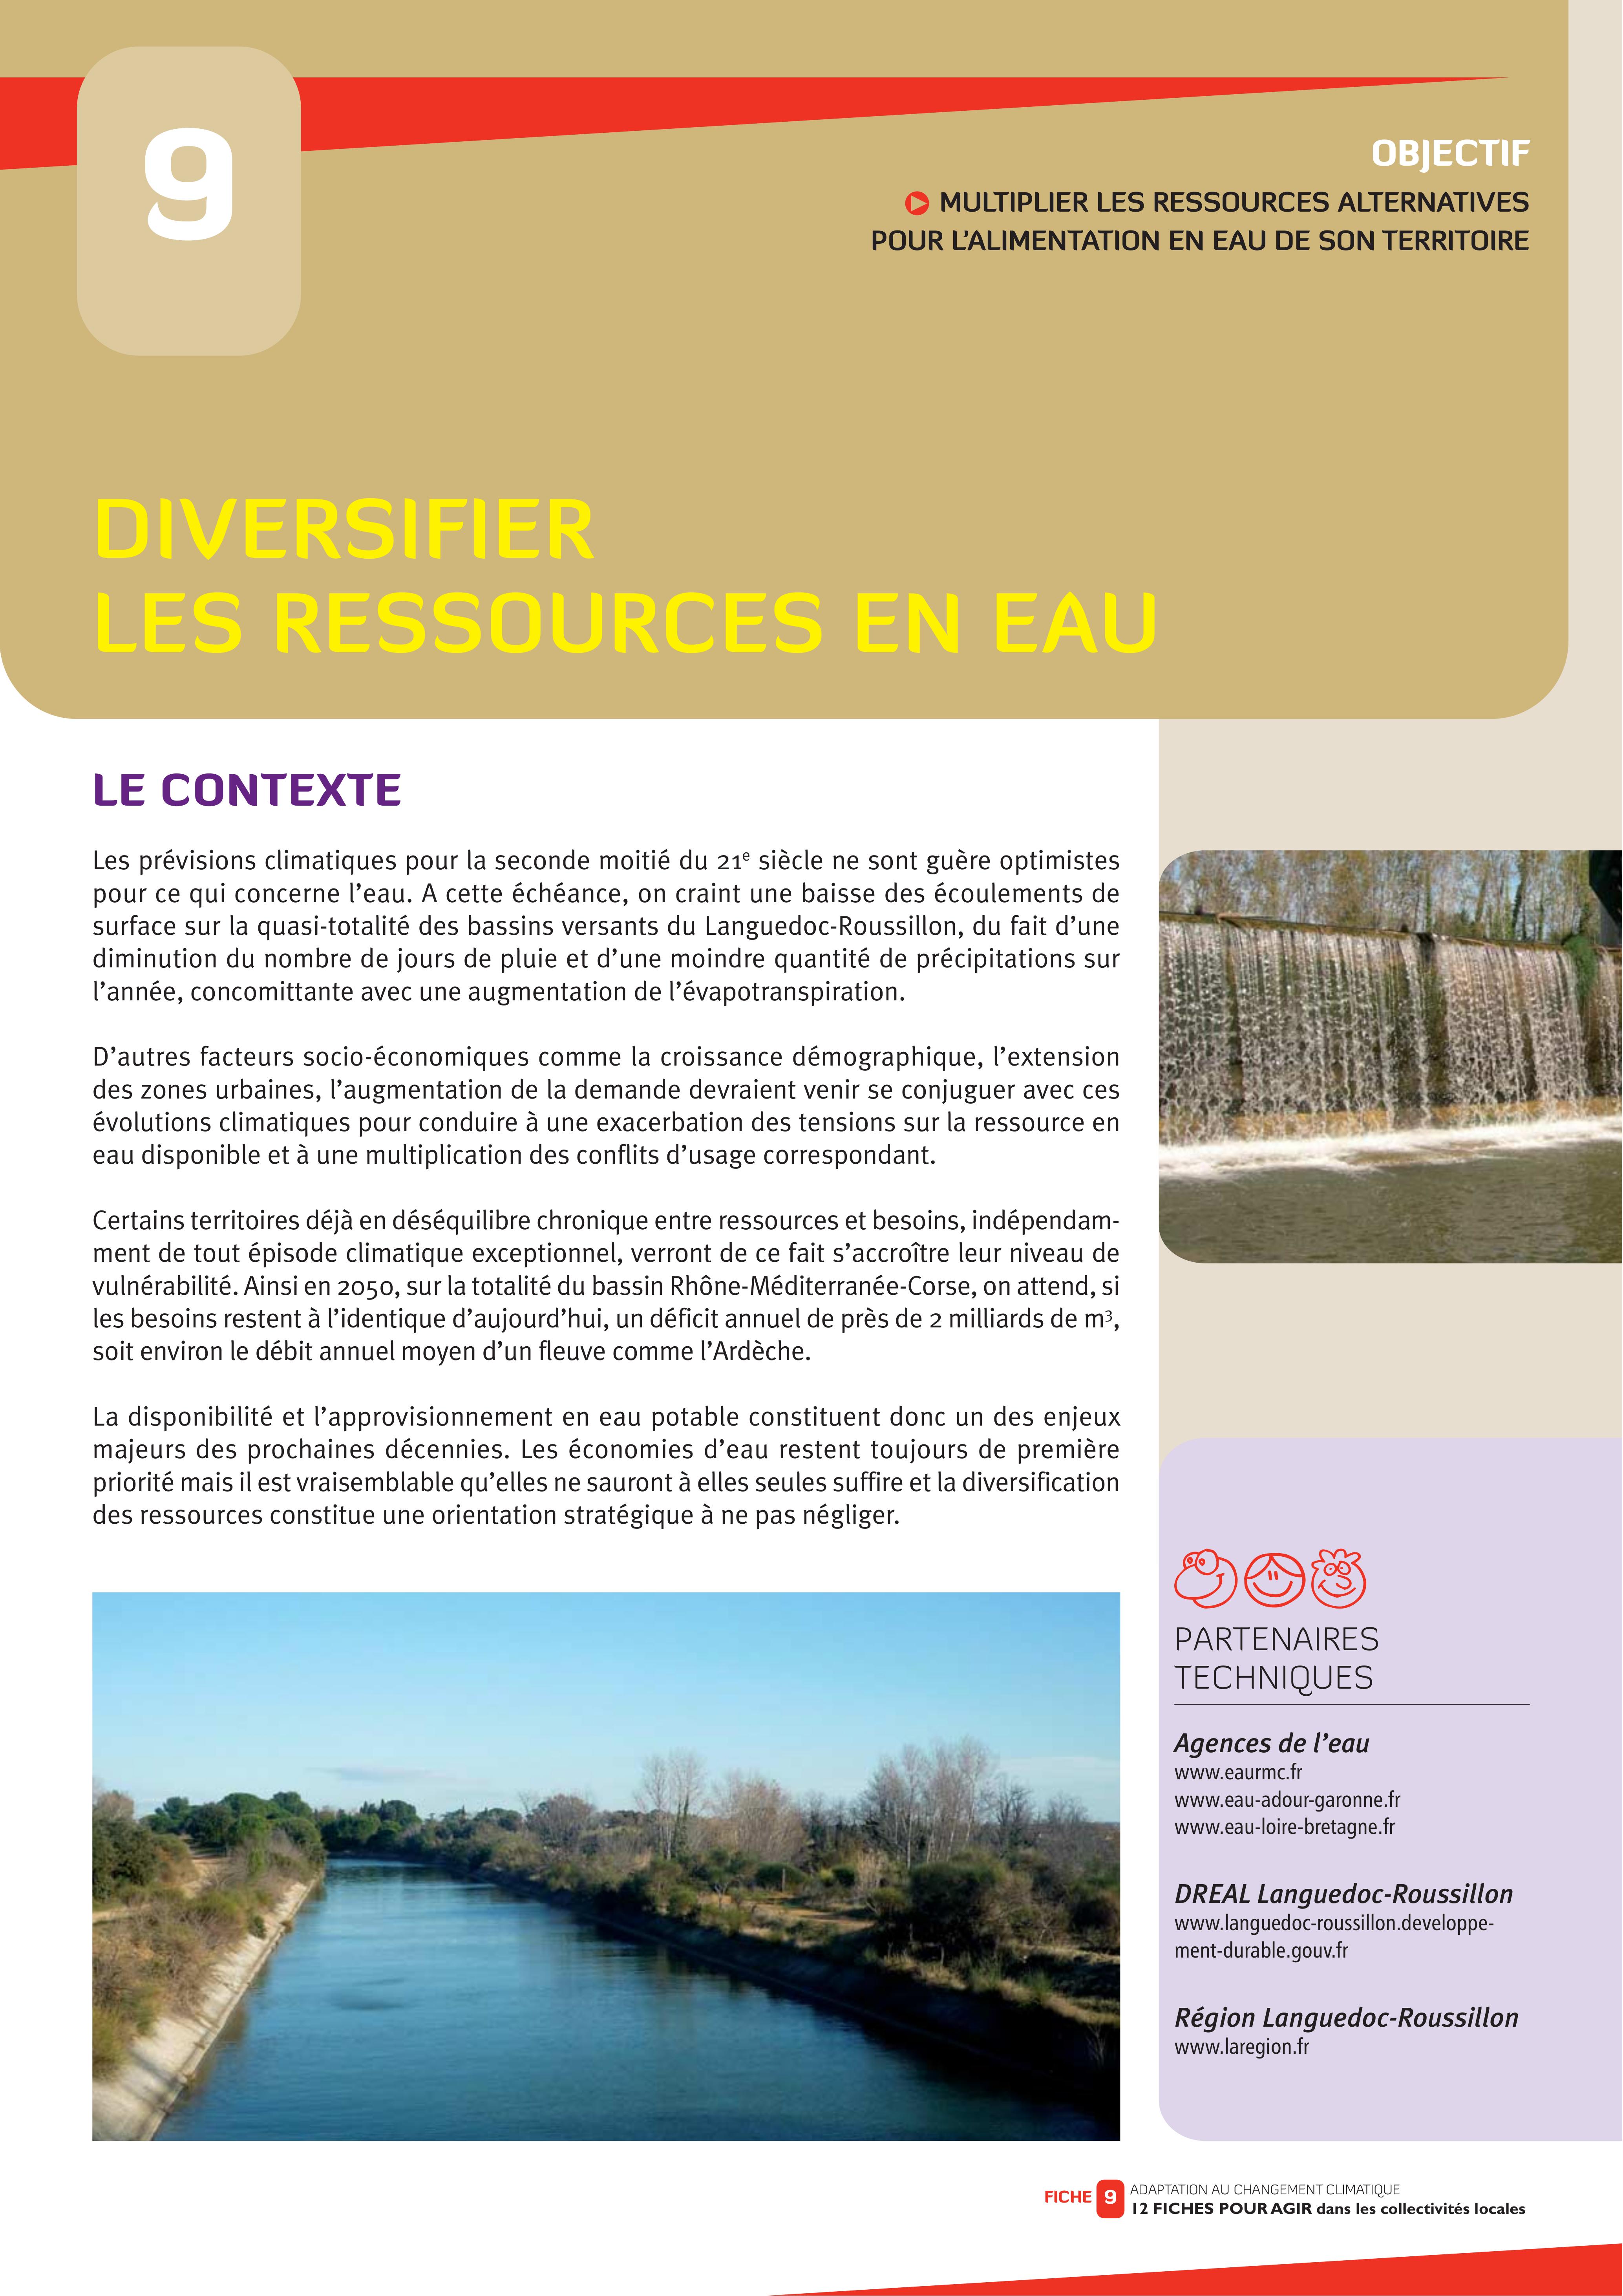 9
OBJECTIF
MULTIPLIER LES RESSOURCES ALTERNATIVES
POUR L’ALIMENTATION EN EAU DE SON TERRITOIRE
DIVERSIFIER
LES RESSOURCES EN EAU
LE CONTEXTE
Les prévisions climatiques pour la seconde moitié du 21e siècle ne sont guère optimistes
pour ce qui concerne l’eau. A cette échéance, on craint une baisse des écoulements de
surface sur la quasi-totalité des bassins versants du Languedoc-Roussillon, du fait d’une
diminution du nombre de jours de pluie et d’une moindre quantité de précipitations sur
l’année, concomittante avec une augmentation de l’évapotranspiration.
D’autres facteurs socio-économiques comme la croissance démographique, l’extension
des zones urbaines, l’augmentation de la demande devraient venir se conjuguer avec ces
évolutions climatiques pour conduire à une exacerbation des tensions sur la ressource en
eau disponible et à une multiplication des conflits d’usage correspondant.
Certains territoires déjà en déséquilibre chronique entre ressources et besoins, indépendam-
ment de tout épisode climatique exceptionnel, verront de ce fait s’accroître leur niveau de
vulnérabilité. Ainsi en 2050, sur la totalité du bassin Rhône-Méditerranée-Corse, on attend, si
les besoins restent à l’identique d’aujourd’hui, un déficit annuel de près de 2 milliards de m³,
soit environ le débit annuel moyen d’un fleuve comme l’Ardèche.
La disponibilité et l’approvisionnement en eau potable constituent donc un des enjeux
majeurs des prochaines décennies. Les économies d’eau restent toujours de première
priorité mais il est vraisemblable qu’elles ne sauront à elles seules suffire et la diversification
des ressources constitue une orientation stratégique à ne pas négliger.
PARTENAIRES
TECHNIQUES
Agences de l’eau
www.eaurmc.fr
www.eau-adour-garonne.fr
www.eau-loire-bretagne.fr
DREAL Languedoc-Roussillon
www.languedoc-roussillon.developpe-
ment-durable.gouv.fr
Région Languedoc-Roussillon
www.laregion.fr
FICHE 9 ADAPTATION AU CHANGEMENT CLIMATIQUE
12 FICHES POUR AGIR dans les collectivités locales